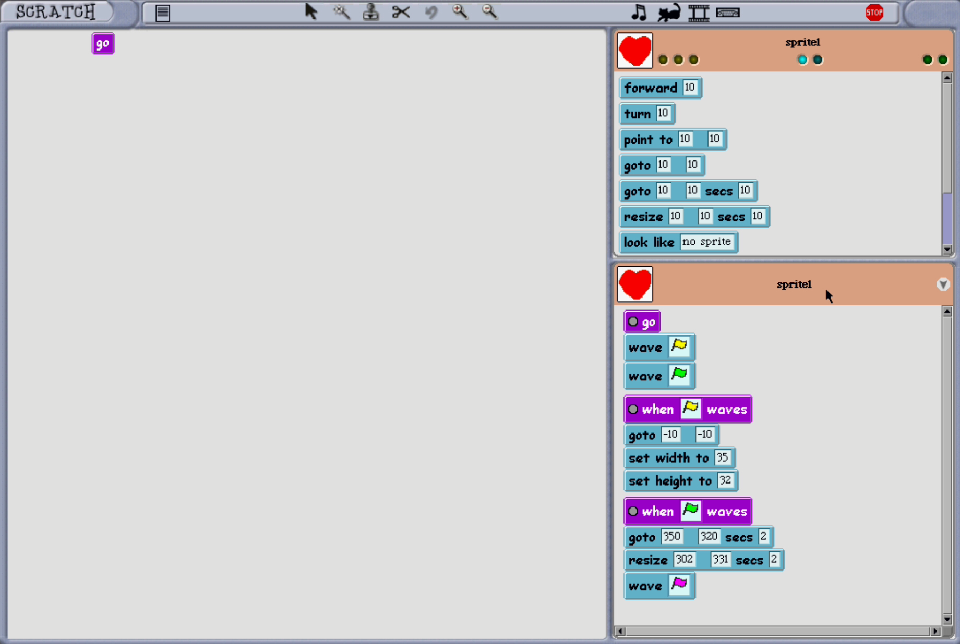 SCRATCH
STOP
go
sprite1
forward 10
turn 10
point to 10 10
goto 10 10
goto 10 10 secs 10
resize 10 10 secs 10
look like no sprite
sprite1
go
wave
wave
when waves
goto -10 -10
set width to 35
set height to 32
when waves
goto 350 320 secs 2
resize 302 331 secs 2
wave